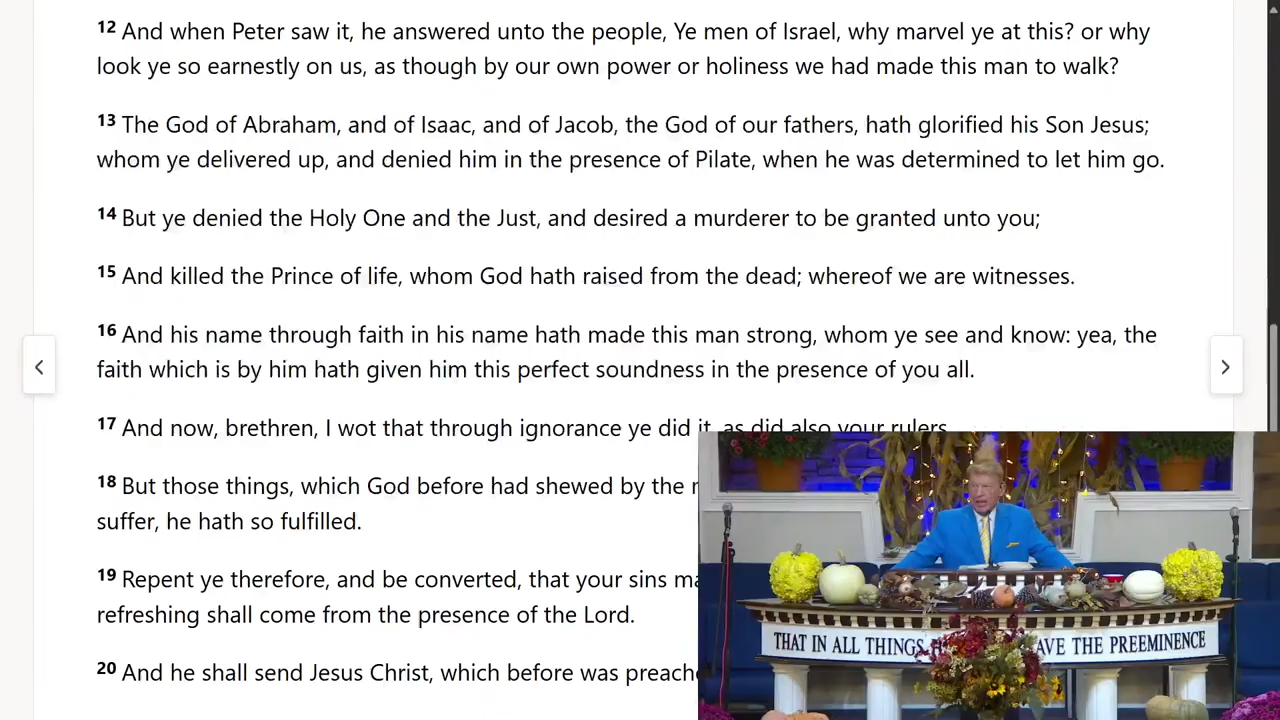 12 And when Peter saw it, he answered unto the people, Ye men of Israel, why marvel ye at this? or why
look ye so earnestly on us, as though by our own power or holiness we had made this man to walk?
13 The God of Abraham, and of Isaac, and of Jacob, the God of our fathers, hath glorified his Son Jesus;
whom ye delivered up, and denied him in the presence of Pilate, when he was determined to let him go.
14 But ye denied the Holy One and the Just, and desired a murderer to be granted unto you;
15 And killed the Prince of life, whom God hath raised from the dead; whereof we are witnesses.
16 And his name through faith in his name hath made this man strong, whom ye see and know: yea, the
faith which is by him hath given him this perfect soundness in the presence of you all.
17 And now, brethren, I wot that through ignorance ye did it, as did also your rulers
18 But those things, which God before had shewed by the
suffer, he hath so fulfilled.
19 Repent ye therefore, and be converted, that your sins
refreshing shall come from the presence of the Lord.
20 And he shall send Jesus Christ, which before was
THAT IN ALL THINGS THE PREEMINENCE